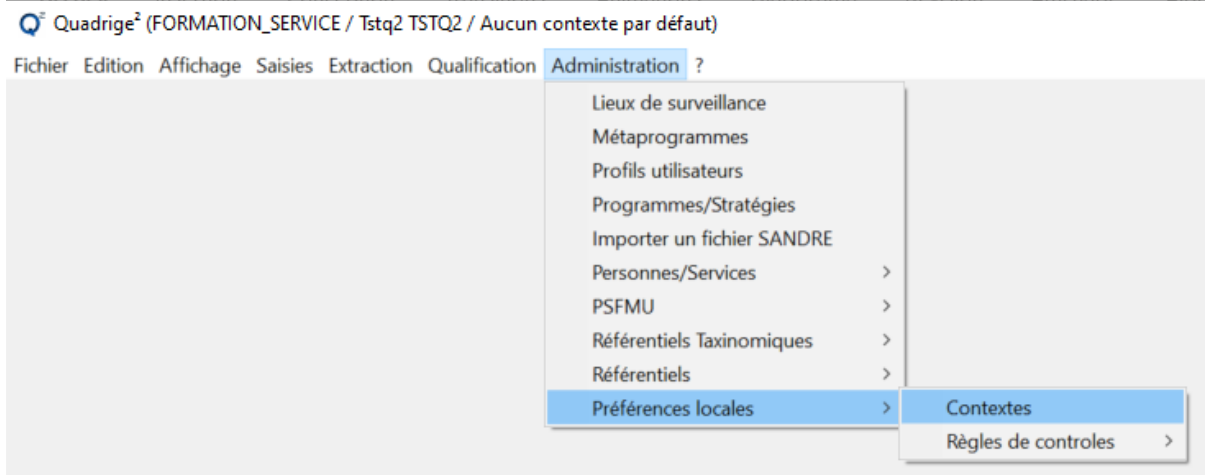 Quadrige² (FORMATION_SERVICE / Tstq2 TSTQ2 / Aucun contexte par défaut)
Fichier Edition Affichage Saisies Extraction Qualification Administration ?
Lieux de surveillance
Métaprogrammes
Profils utilisateurs
Programmes/Stratégies
Importer un fichier SANDRE
Personnes/Services
PSFMU
Référentiels Taxinomiques
Référentiels
Préférences locales
Contextes
Règles de controles